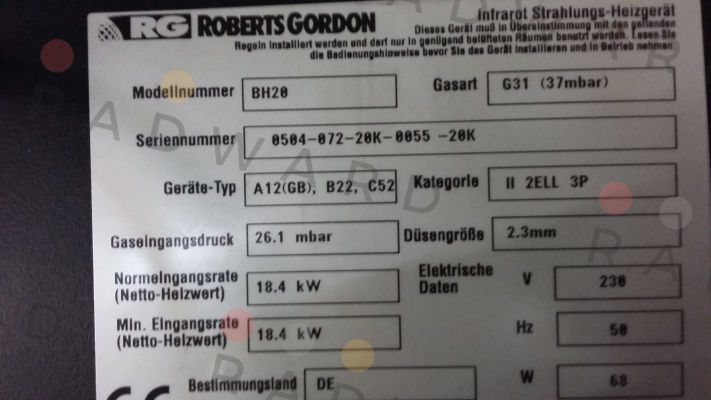 RG ROBERTS GORDON
Infrarot Strahlungs-Heizgerät
Dieses Gerät muß in Übereinstimmung mit den geltenden
Regeln installiert werden und darf nur in genügend belüfteten Räumen benutzt werden. Lesen Sie
die Bedienungshinweise bevor Sie das Gerät installieren und in Betrieb nehmen
Modellnummer BH20 Gasart G31 (37mbar)
Seriennummer 0504-072-20K-0055 -20K
Geräte-Typ A12(GB), B22, C52 Kategorie II 2ELL 3P
Gaseingangsdruck 26.1 mbar Düsengröße 2.3mm
Normeingangsrate (Netto-Heizwert) 18.4 kW Elektrische Daten V 230
Min. Eingangsrate (Netto-Heizwert) 18.4 kW Hz 50
Bestimmungsland DE W 68
CE
RADWARD